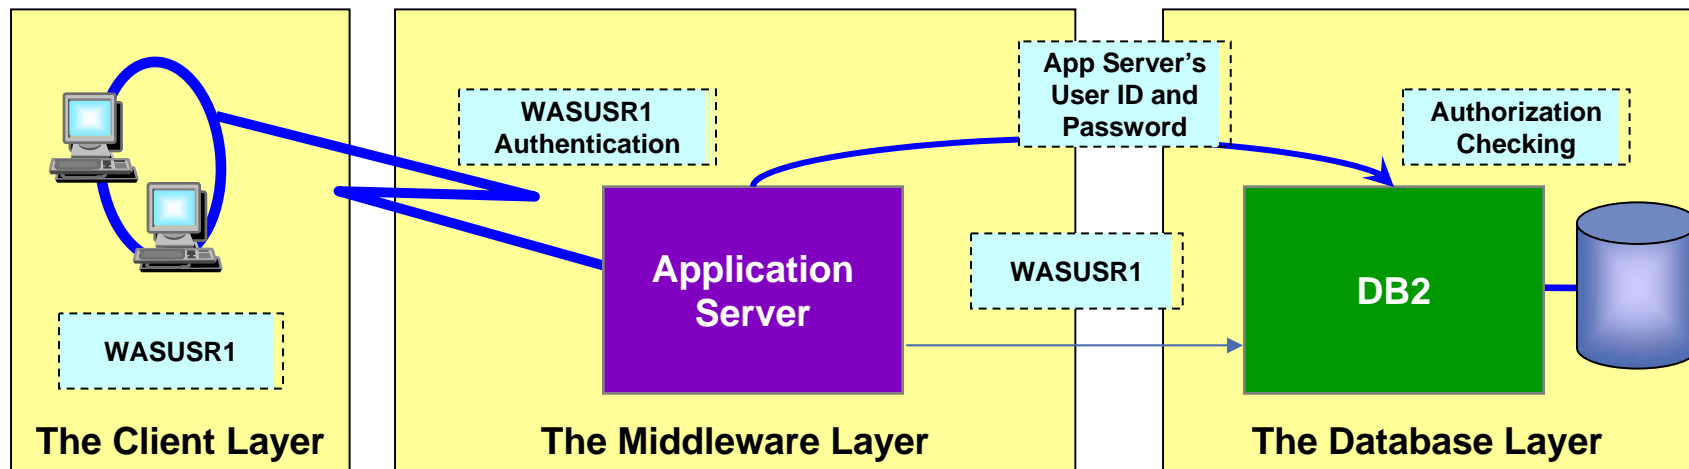 WASUSR1
The Client Layer
WASUSR1
Authentication
Application
Server
App Server’s
User ID and
Password
WASUSR1
The Middleware Layer
Authorization
Checking
DB2
The Database Layer